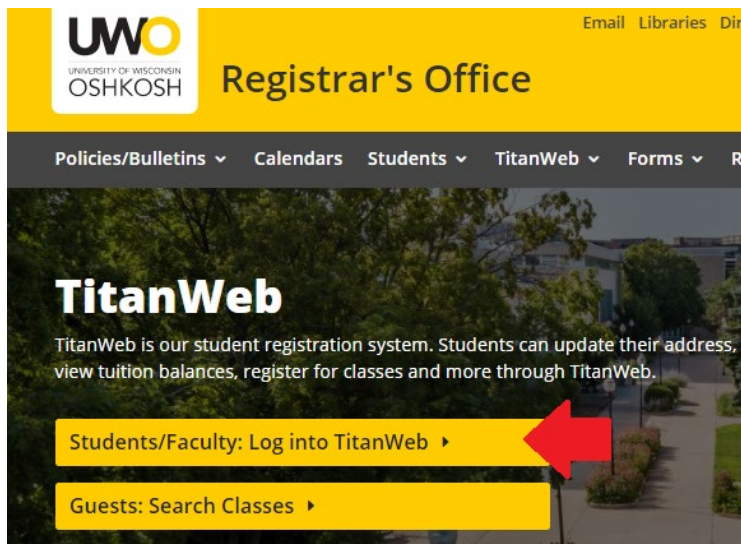 Email Libraries
UWO
UNIVERSITY OF WISCONSIN
OSHKOSH
Registrar's Office
Policies/Bulletins Calendars Students TitanWeb Forms
TitanWeb
TitanWeb is our student registration system. Students can update their address,
view tuition balances, register for classes and more through TitanWeb.
Students/Faculty: Log into TitanWeb
Guests: Search Classes